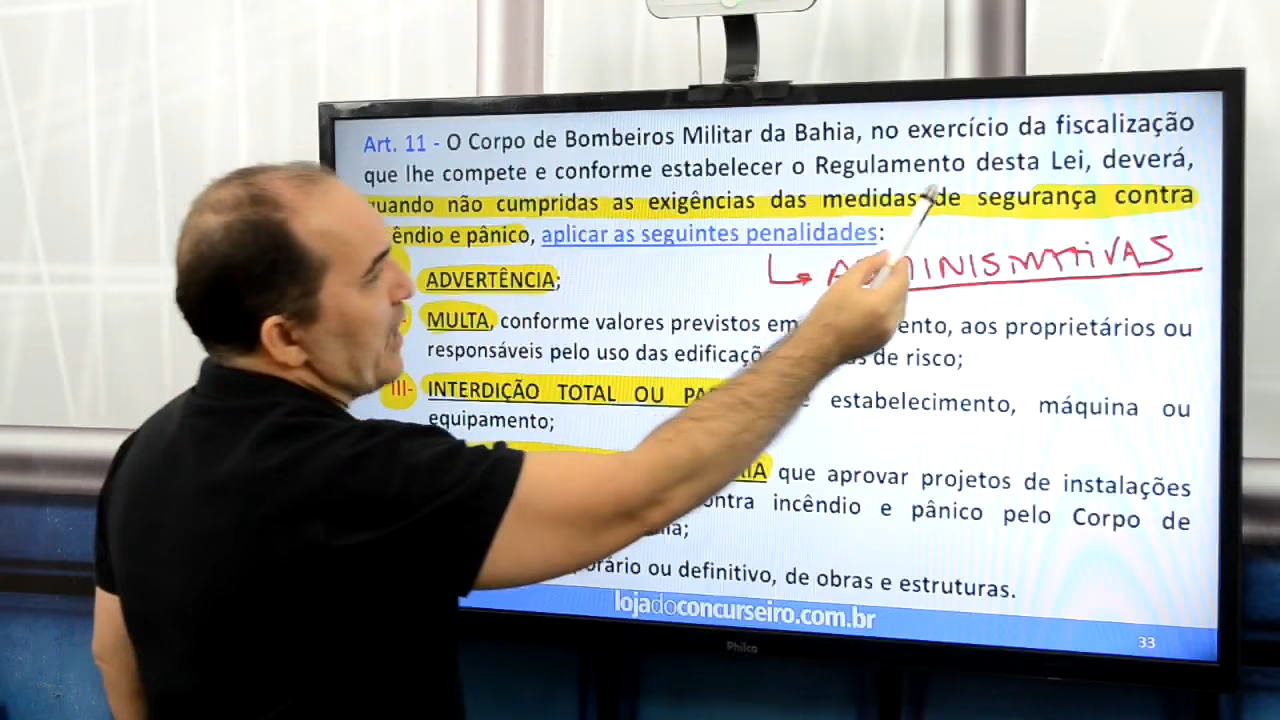 Art. 11 - O Corpo de Bombeiros Militar da Bahia, no exercício da fiscalização
que lhe compete e conforme estabelecer o Regulamento desta Lei, deverá,
quando não cumpridas as exigências das medidas de segurança contra
êndio e pânico, aplicar as seguintes penalidades:
ADMINISTRATIVAS
ADVERTÊNCIA;
MULTA, conforme valores previstos em ento, aos proprietários ou
responsáveis pelo uso das edificaçõ de risco;
III- INTERDIÇÃO TOTAL OU PA estabelecimento, máquina ou
equipamento;
que aprovar projetos de instalações
contra incêndio e pânico pelo Corpo de
orário ou definitivo, de obras e estruturas.
lojadoconcurseiro.com.br
33
Philco